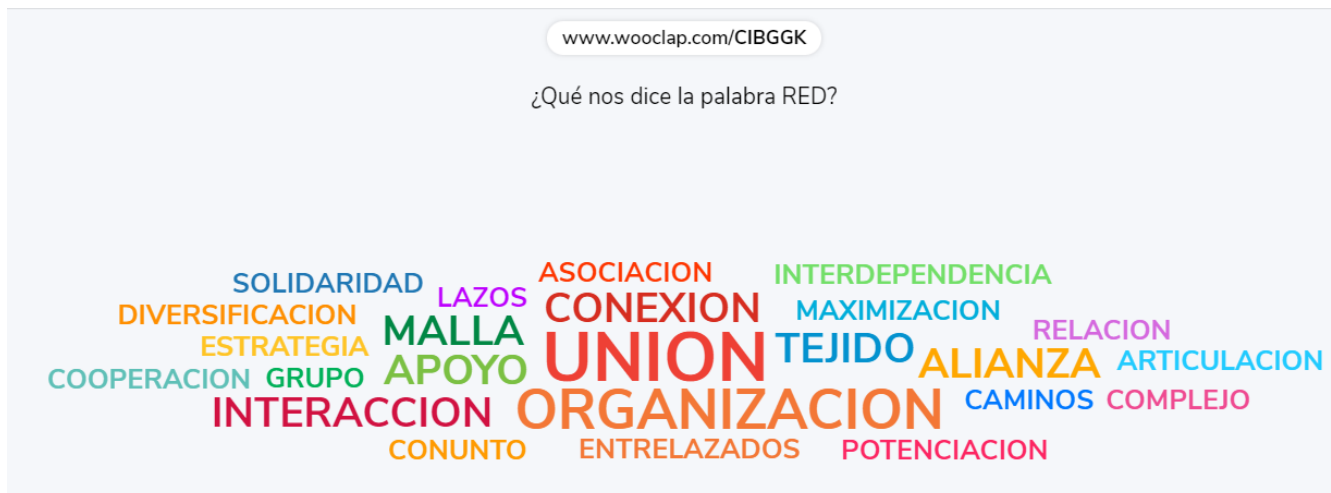 www.wooclap.com/CIBGGK
¿Qué nos dice la palabra RED?
ASOCIACION
INTERDEPENDENCIA
SOLIDARIDAD
LAZOS
CONEXION
MAXIMIZACION
DIVERSIFICACION
MALLA
RELACION
ESTRATEGIA
UNION
TEJIDO
ALIANZA
ARTICULACION
COOPERACION
GRUPO
APOYO
INTERACCION
ORGANIZACION
CAMINOS
COMPLEJO
CONUNTO
ENTRELAZADOS
POTENCIACION